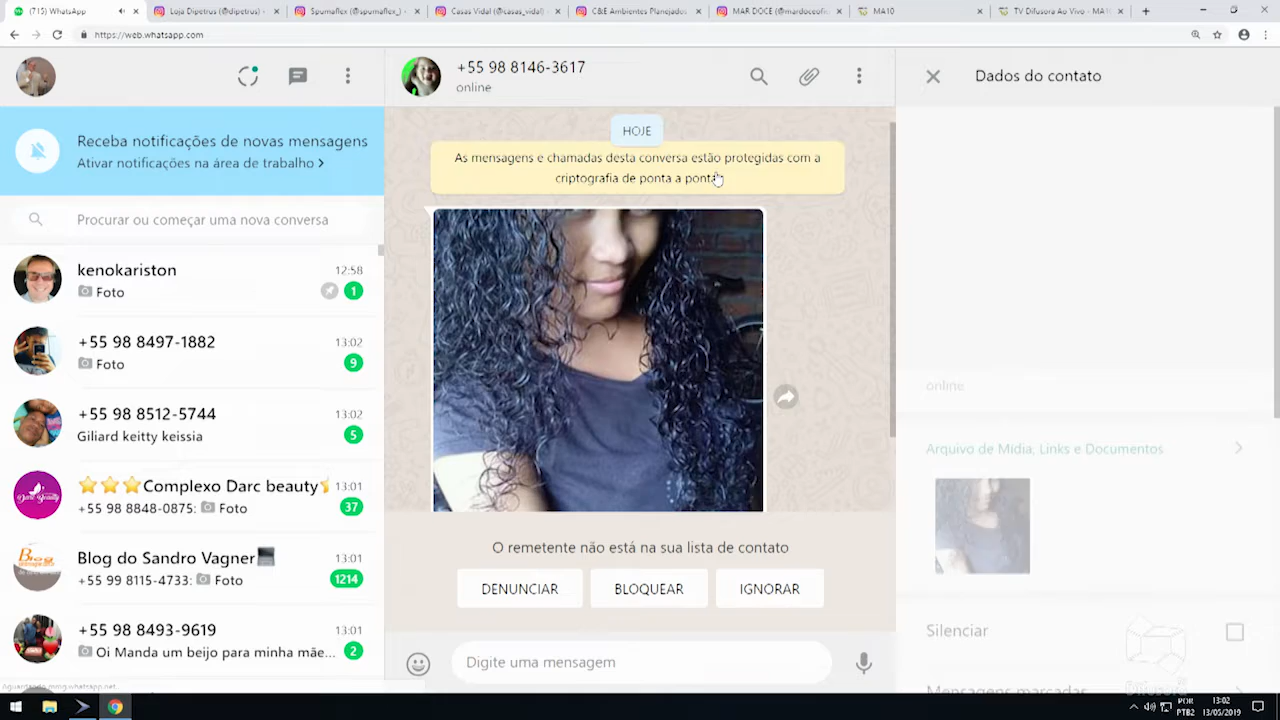 (715) WhatsApp
Loja Dipetrus (@dipetrus)
Spumaflex (@spumaflex_)
Casas Vidal (@casas_vidal)
C&E Ambientes Planejados
MAR DOCE (@mardoceofic
MA10
TV Difusora Ao Vivo - MA1
https://web.whatsapp.com
+55 98 8146-3617
online
Dados do contato
HOJE
As mensagens e chamadas desta conversa estão protegidas com a
criptografia de ponta a ponta
Receba notificações de novas mensagens
Ativar notificações na área de trabalho >
Procurar ou começar uma nova conversa
kenokariston
12:58
Foto
1
+55 98 8497-1882
13:02
Foto
9
+55 98 8512-5744
13:02
Giliard keitty keissia
5
⭐⭐⭐Complexo Darc beauty
13:01
+55 98 8848-0875: Foto
37
Blog do Sandro Vagner
13:01
+55 99 8115-4733: Foto
1214
+55 98 8493-9619
13:01
Oi Manda um beijo para minha mãe...
2
online
Arquivo de Mídia, Links e Documentos
O remetente não está na sua lista de contato
DENUNCIAR
BLOQUEAR
IGNORAR
Silenciar
Digite uma mensagem
Mensagens marcadas
Difusora
POR
PTB2
13:02
13/05/2019